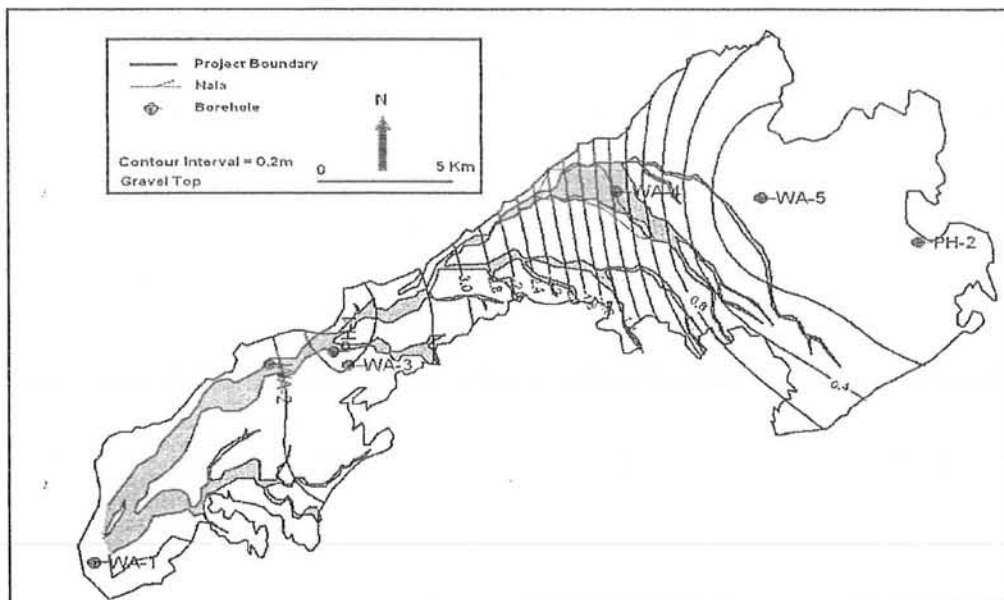 Project Boundary
Nala
Borehole
N
Contour Interval = 0.2m
Gravel Top
0 5 Km
WA-4
WA-5
PH-2
3.0
0.8
0.4
WA-3
WA-2
WA-1